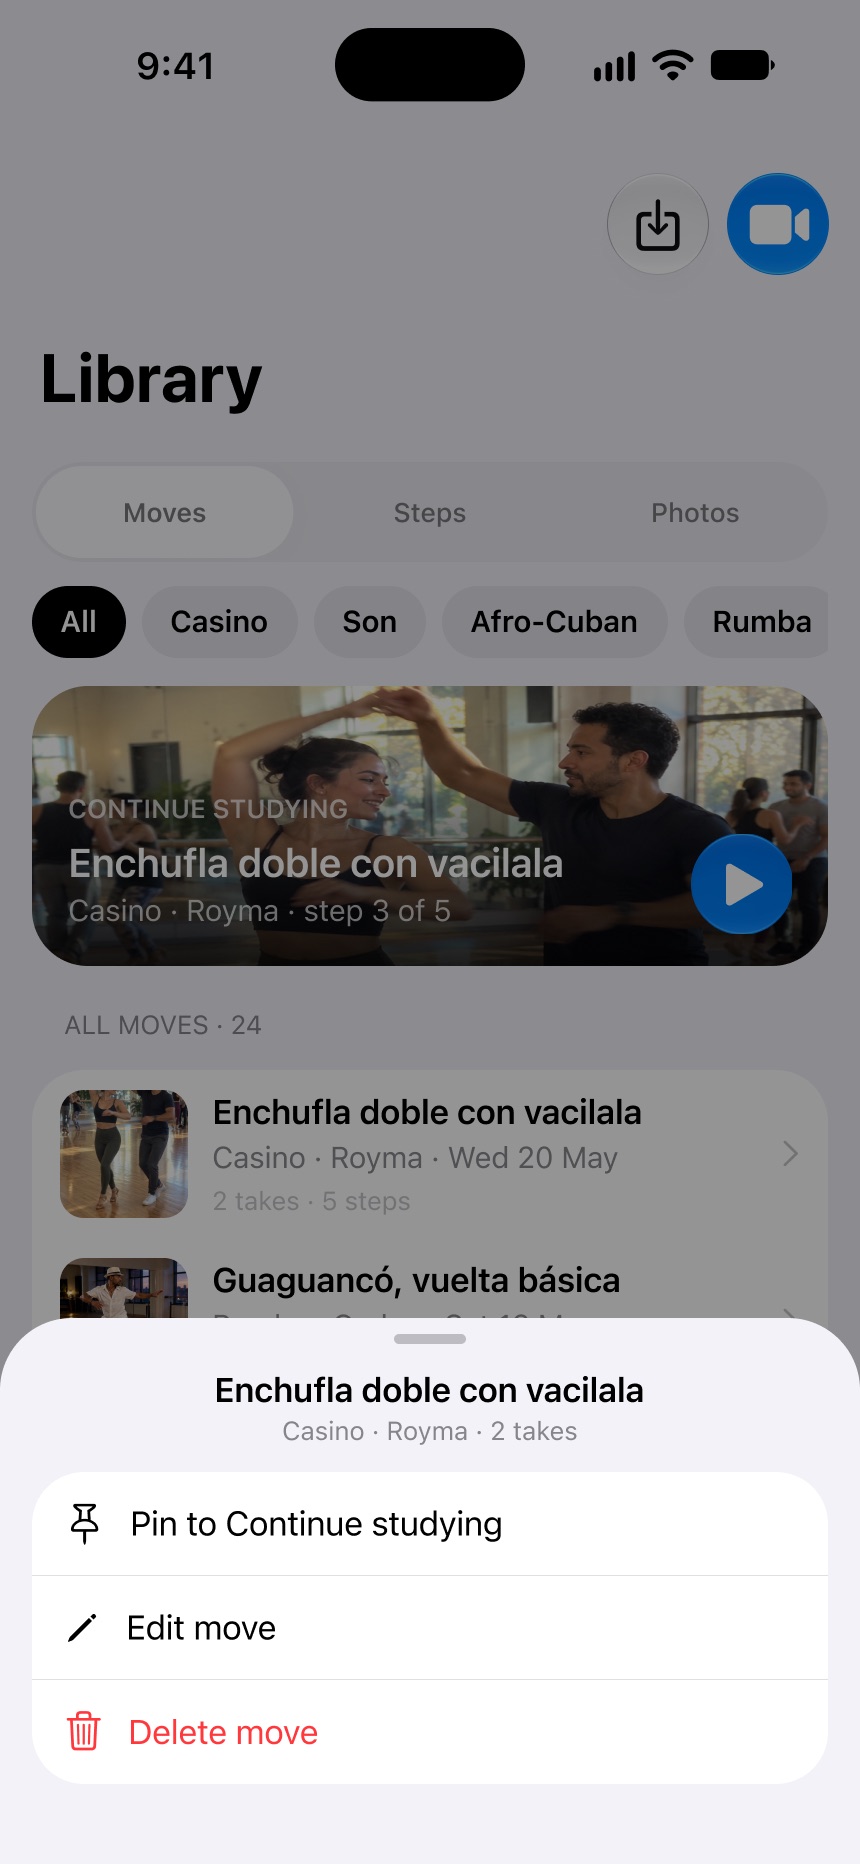 9:41
Library
Moves
Steps
Photos
All
Casino
Son
Afro-Cuban
Rumba
CONTINUE STUDYING
Enchufla doble con vacilala
Casino · Royma · step 3 of 5
ALL MOVES · 24
Enchufla doble con vacilala
Casino · Royma · Wed 20 May
2 takes · 5 steps
Guaguancó, vuelta básica
Enchufla doble con vacilala
Casino · Royma · 2 takes
Pin to Continue studying
Edit move
Delete move